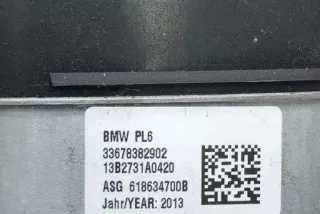 BMW PL6
33678382902
13B2731A0420
ASG 618634700B
Jahr/YEAR: 2013